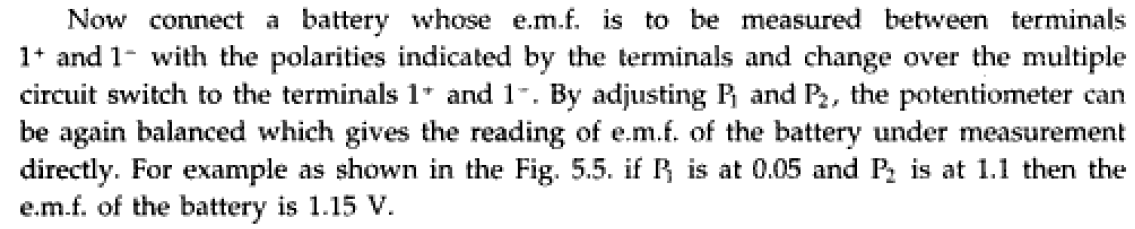 Now connect a battery whose e.m.f. is to be measured between terminals
1⁺ and 1⁻ with the polarities indicated by the terminals and change over the multiple
circuit switch to the terminals 1⁺ and 1⁻. By adjusting P₁ and P₂, the potentiometer can
be again balanced which gives the reading of e.m.f. of the battery under measurement
directly. For example as shown in the Fig. 5.5. if P₁ is at 0.05 and P₂ is at 1.1 then the
e.m.f. of the battery is 1.15 V.